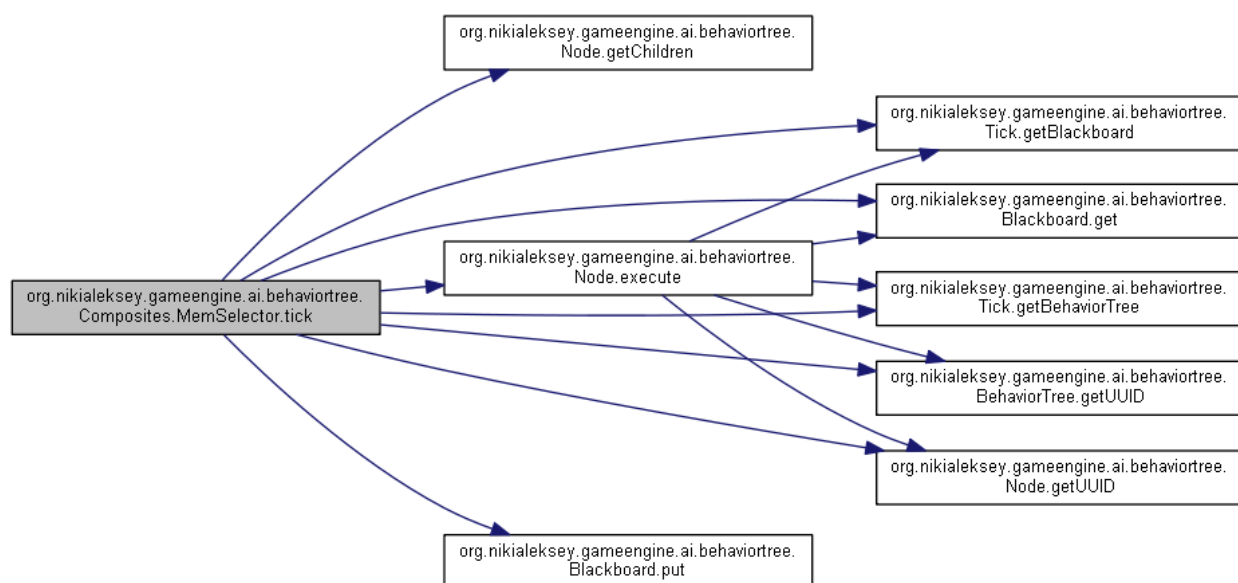 org.nikialeksey.gameengine.ai.behaviortree.
Node.getChildren
org.nikialeksey.gameengine.ai.behaviortree.
Tick.getBlackboard
org.nikialeksey.gameengine.ai.behaviortree.
Blackboard.get
org.nikialeksey.gameengine.ai.behaviortree.
Node.execute
org.nikialeksey.gameengine.ai.behaviortree.
Composites.MemSelector.tick
org.nikialeksey.gameengine.ai.behaviortree.
Tick.getBehaviorTree
org.nikialeksey.gameengine.ai.behaviortree.
BehaviorTree.getUUID
org.nikialeksey.gameengine.ai.behaviortree.
Node.getUUID
org.nikialeksey.gameengine.ai.behaviortree.
Blackboard.put